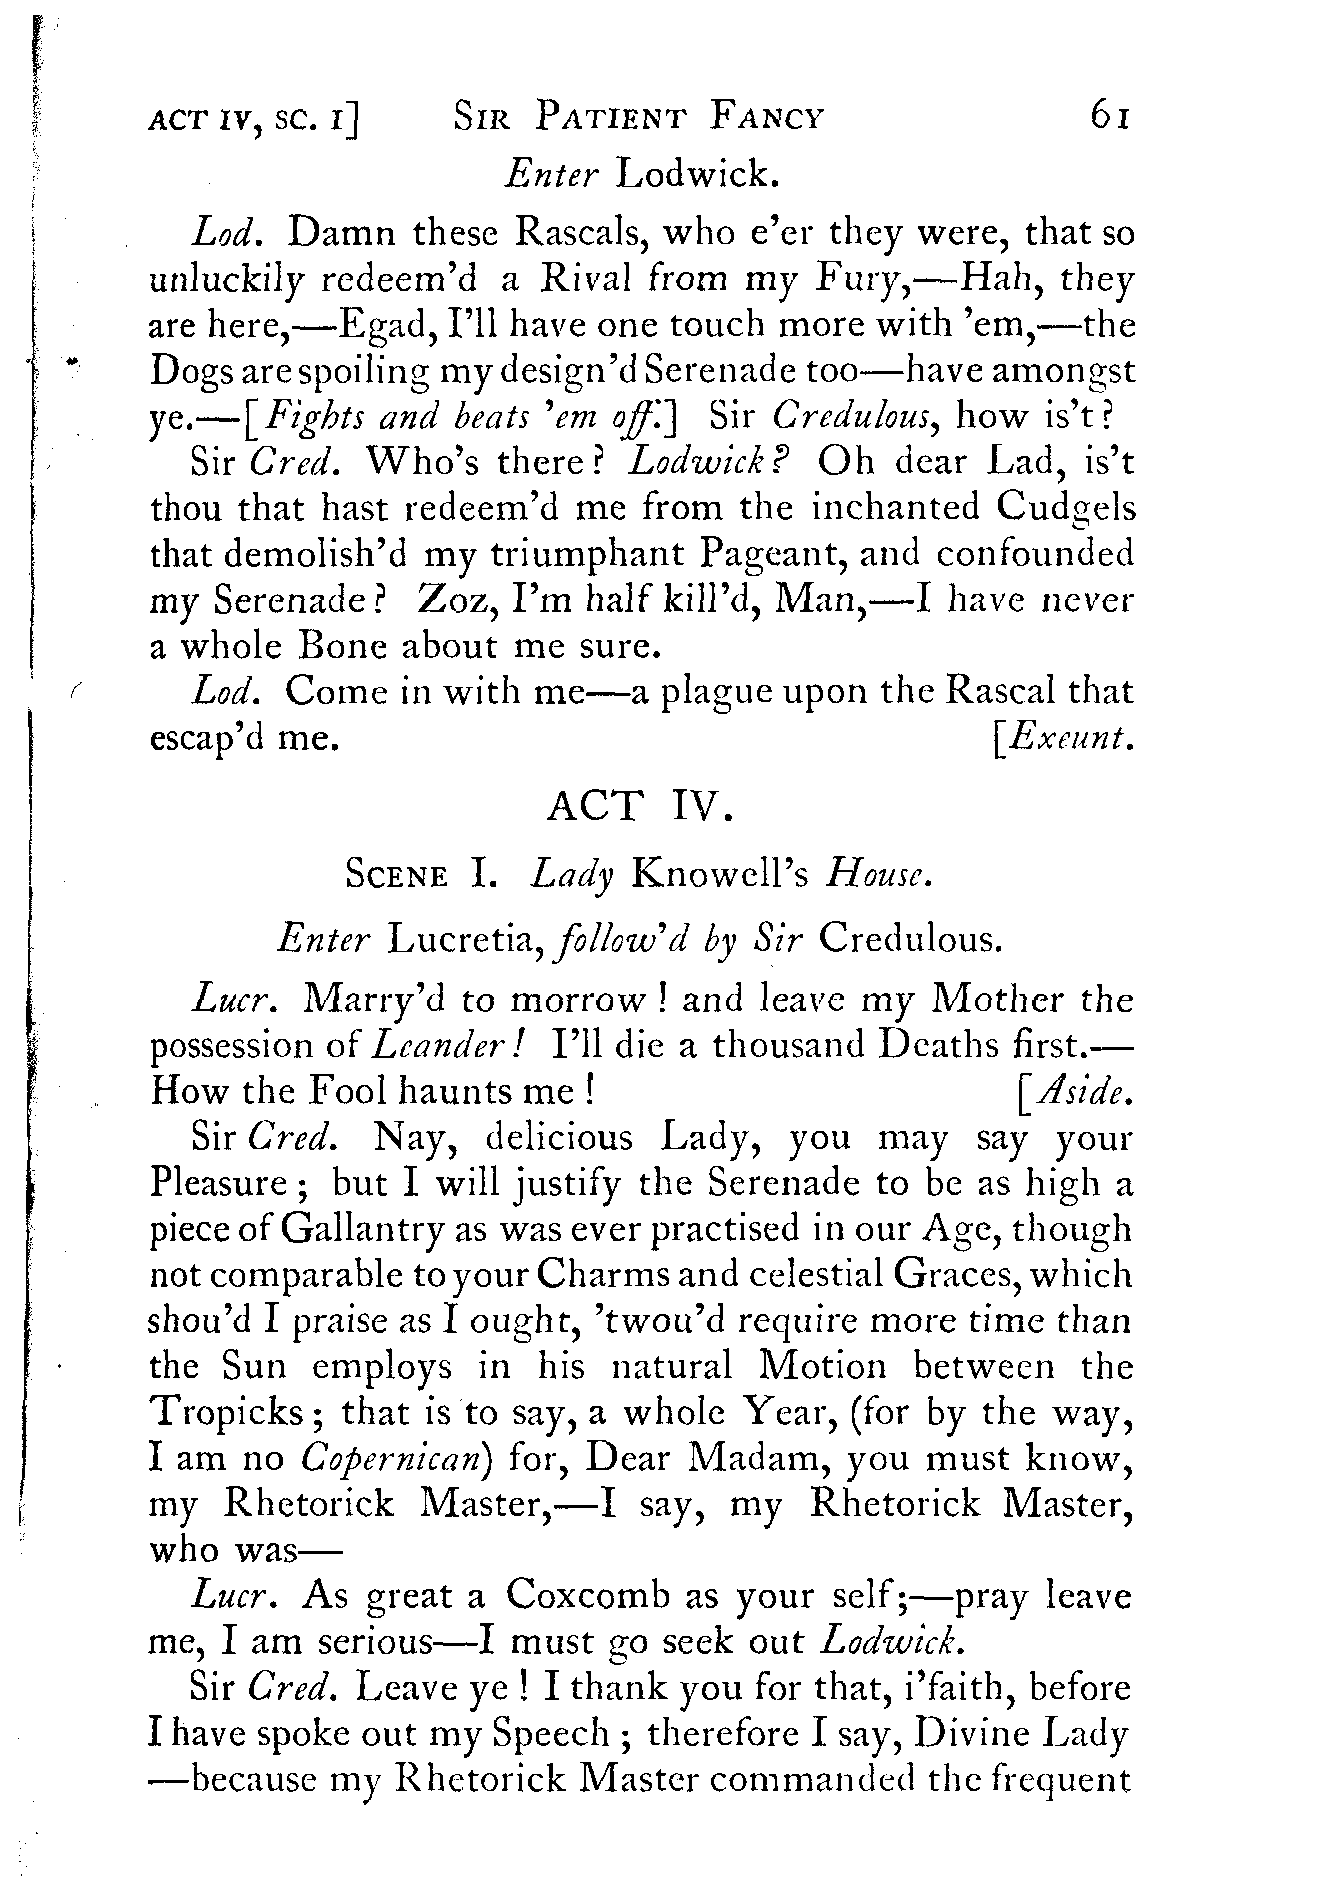 ACT IV, SC. I] SIR PATIENT FANCY 61
Enter Lodwick.
Lod. Damn these Rascals, who e'er they were, that so
unluckily redeem'd a Rival from my Fury,—Hah, they
are here,—Egad, I'll have one touch more with 'em,—the
Dogs are spoiling my design'd Serenade too—have amongst
ye.—[Fights and beats 'em off.] Sir Credulous, how is't?
Sir Cred. Who's there? Lodwick? Oh dear Lad, is't
thou that hast redeem'd me from the inchanted Cudgels
that demolish'd my triumphant Pageant, and confounded
my Serenade? Zoz, I'm half kill'd, Man,—I have never
a whole Bone about me sure.
Lod. Come in with me—a plague upon the Rascal that
escap'd me. [Exeunt.
ACT IV.
SCENE I. Lady Knowell's House.
Enter Lucretia, follow'd by Sir Credulous.
Lucr. Marry'd to morrow! and leave my Mother the
possession of Leander! I'll die a thousand Deaths first.—
How the Fool haunts me! [Aside.
Sir Cred. Nay, delicious Lady, you may say your
Pleasure; but I will justify the Serenade to be as high a
piece of Gallantry as was ever practised in our Age, though
not comparable to your Charms and celestial Graces, which
shou'd I praise as I ought, 'twou'd require more time than
the Sun employs in his natural Motion between the
Tropicks; that is to say, a whole Year, (for by the way,
I am no Copernican) for, Dear Madam, you must know,
my Rhetorick Master,—I say, my Rhetorick Master,
who was—
Lucr. As great a Coxcomb as your self;—pray leave
me, I am serious—I must go seek out Lodwick.
Sir Cred. Leave ye! I thank you for that, i'faith, before
I have spoke out my Speech; therefore I say, Divine Lady
—because my Rhetorick Master commanded the frequent